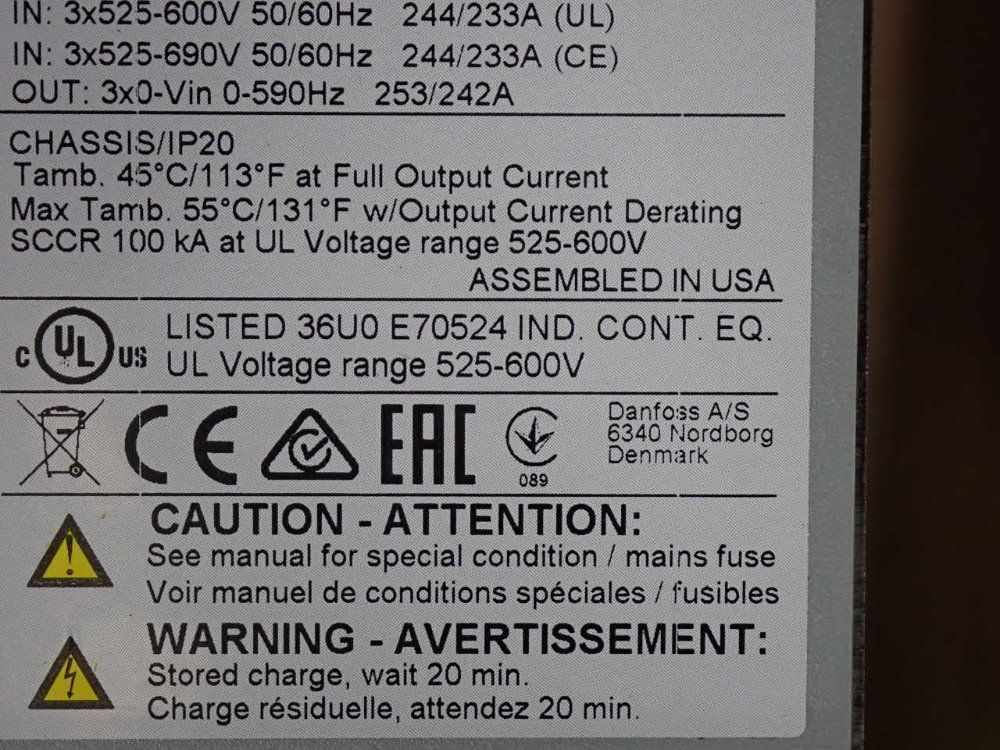 IN: 3x525-600V 50/60Hz 244/233A (UL)
IN: 3x525-690V 50/60Hz 244/233A (CE)
OUT: 3x0-Vin 0-590Hz 253/242A
CHASSIS/IP20
Tamb. 45°C/113°F at Full Output Current
Max Tamb. 55°C/131°F w/Output Current Derating
SCCR 100 kA at UL Voltage range 525-600V
ASSEMBLED IN USA
C UL US LISTED 36U0 E70524 IND. CONT. EQ.
UL Voltage range 525-600V
CE EAC 089
Danfoss A/S
6340 Nordborg
Denmark
CAUTION - ATTENTION:
See manual for special condition / mains fuse
Voir manuel de conditions spéciales / fusibles
WARNING - AVERTISSEMENT:
Stored charge, wait 20 min.
Charge résiduelle, attendez 20 min.